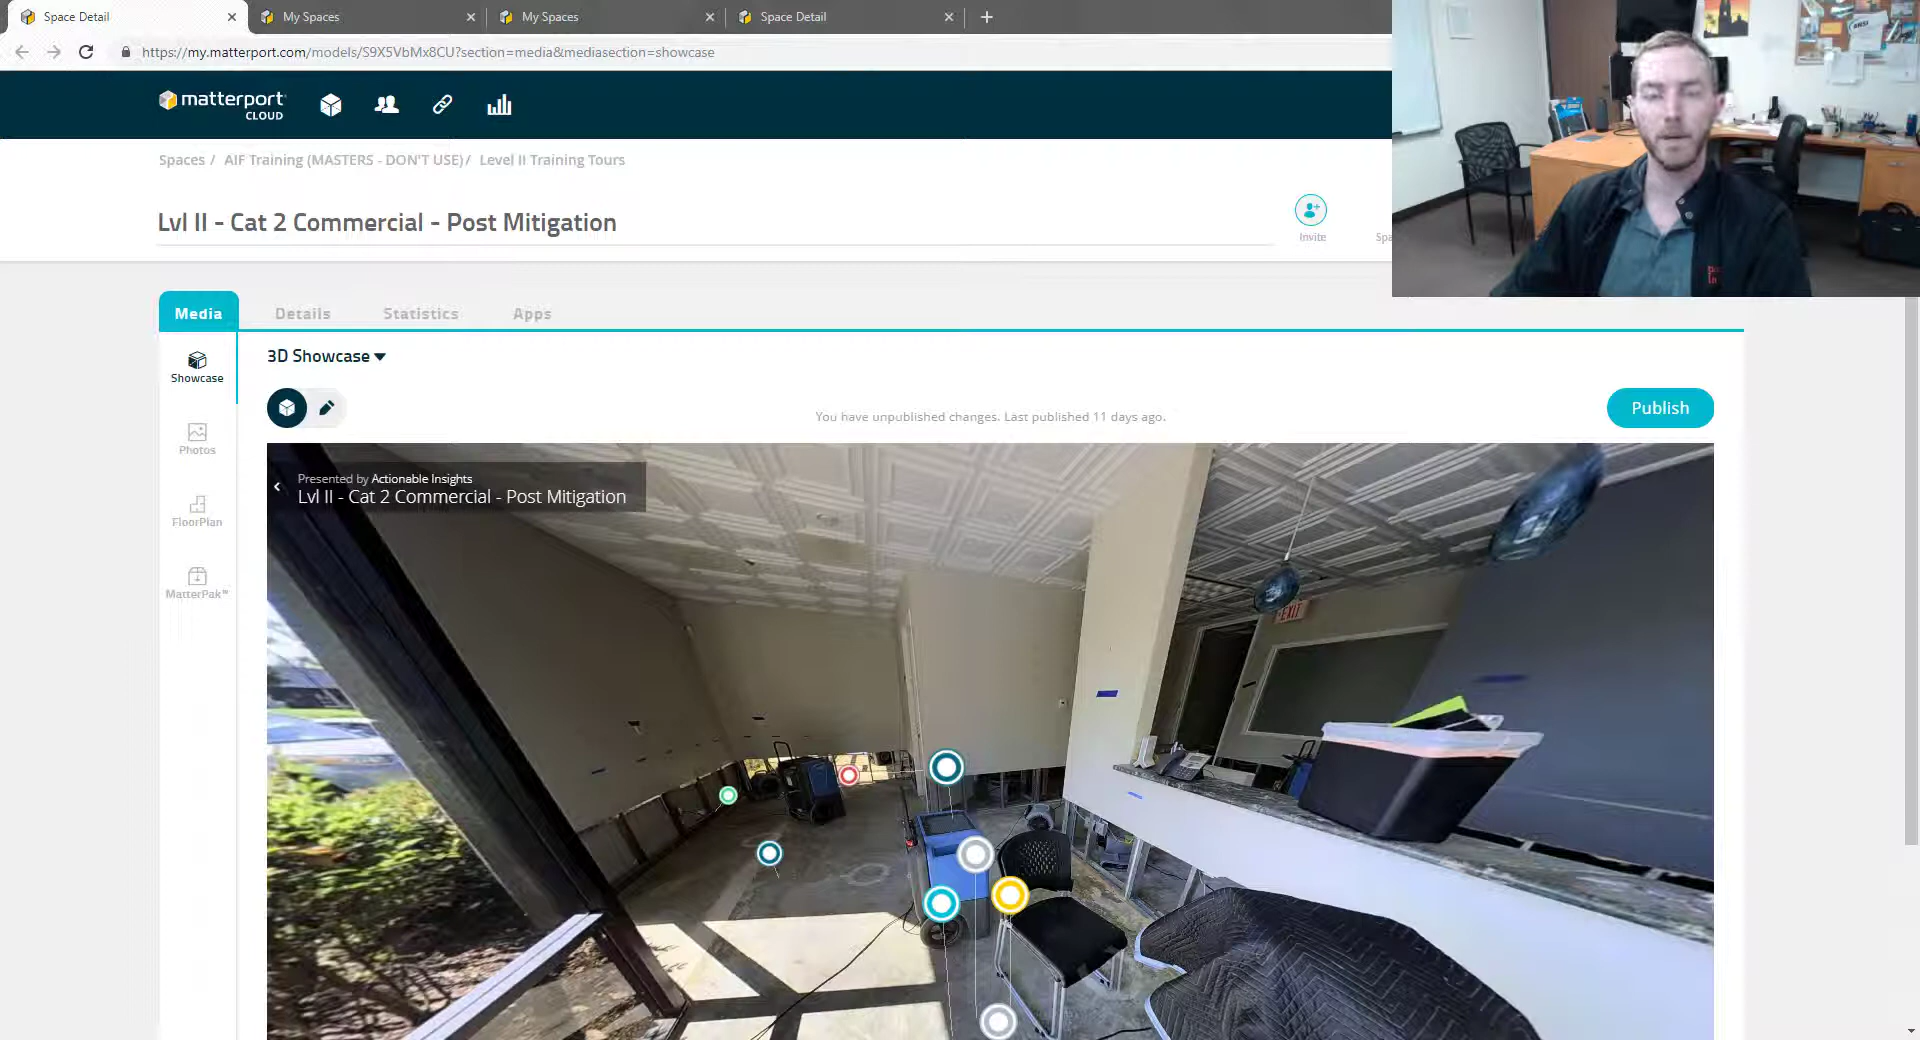 Space Detail
My Spaces
My Spaces
Space Detail
https://my.matterport.com/models/S9X5VbMx8CU?section=media&mediasection=showcase
matterport
CLOUD
Spaces / AIF Training (MASTERS - DON'T USE) / Level II Training Tours
Lvl II - Cat 2 Commercial - Post Mitigation
Invite
Spa
Media
Details
Statistics
Apps
Showcase
Photos
FloorPlan
MatterPak™
3D Showcase
You have unpublished changes. Last published 11 days ago.
Publish
Presented by Actionable Insights
Lvl II - Cat 2 Commercial - Post Mitigation
EXIT